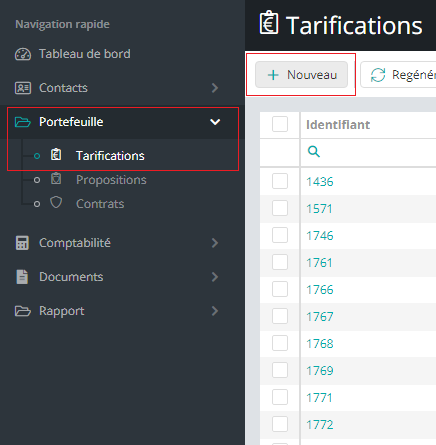 Navigation rapide
Tableau de bord
Contacts
Portefeuille
Tarifications
Propositions
Contrats
Comptabilité
Documents
Rapport
Tarifications
Nouveau
Regénér
Identifiant
1436
1571
1746
1761
1766
1767
1768
1769
1771
1772